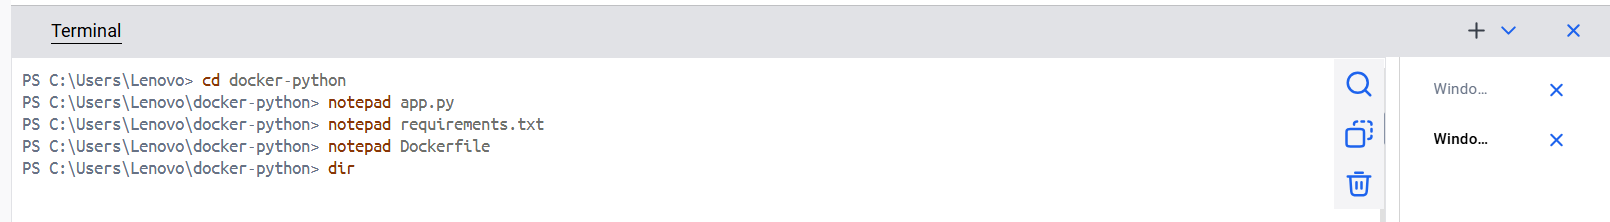 Terminal
PS C:\Users\Lenovo> cd docker-python
PS C:\Users\Lenovo\docker-python> notepad app.py
PS C:\Users\Lenovo\docker-python> notepad requirements.txt
PS C:\Users\Lenovo\docker-python> notepad Dockerfile
PS C:\Users\Lenovo\docker-python> dir
Windo...
Windo...